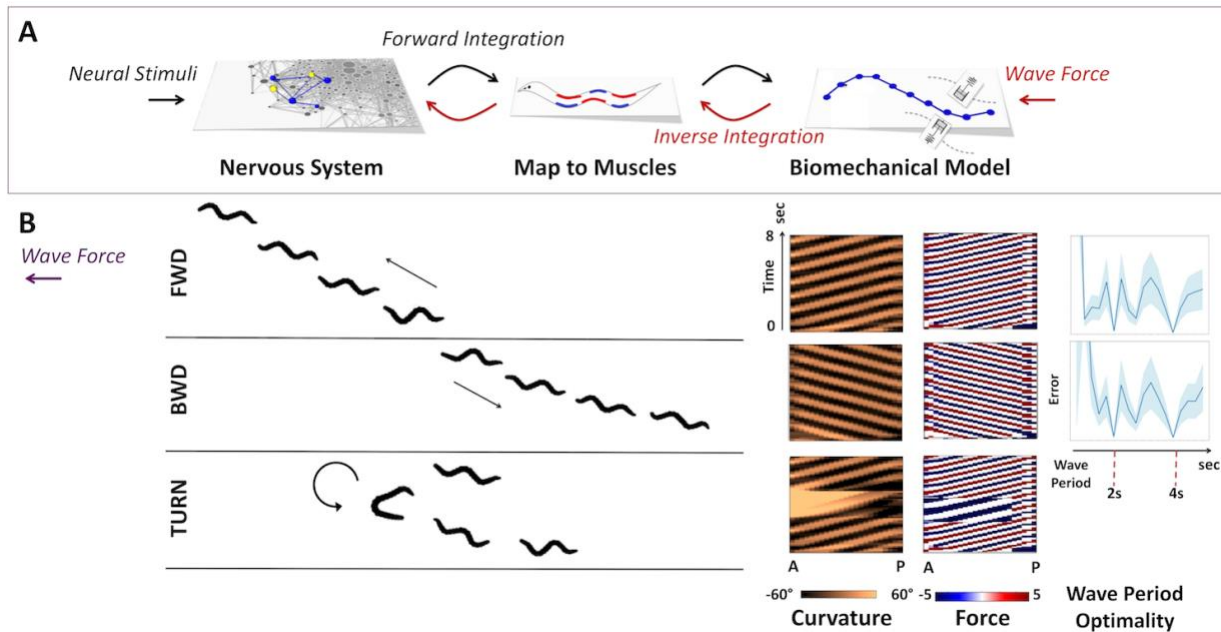 A
Neural Stimuli
Forward Integration
Wave Force
Inverse Integration
Nervous System
Map to Muscles
Biomechanical Model
B
Wave Force
FWD
BWD
TURN
sec
8
Time
0
Error
Wave
Period
sec
2s
4s
A P
A P
-60° 60°
-5 5
Curvature
Force
Wave Period
Optimality